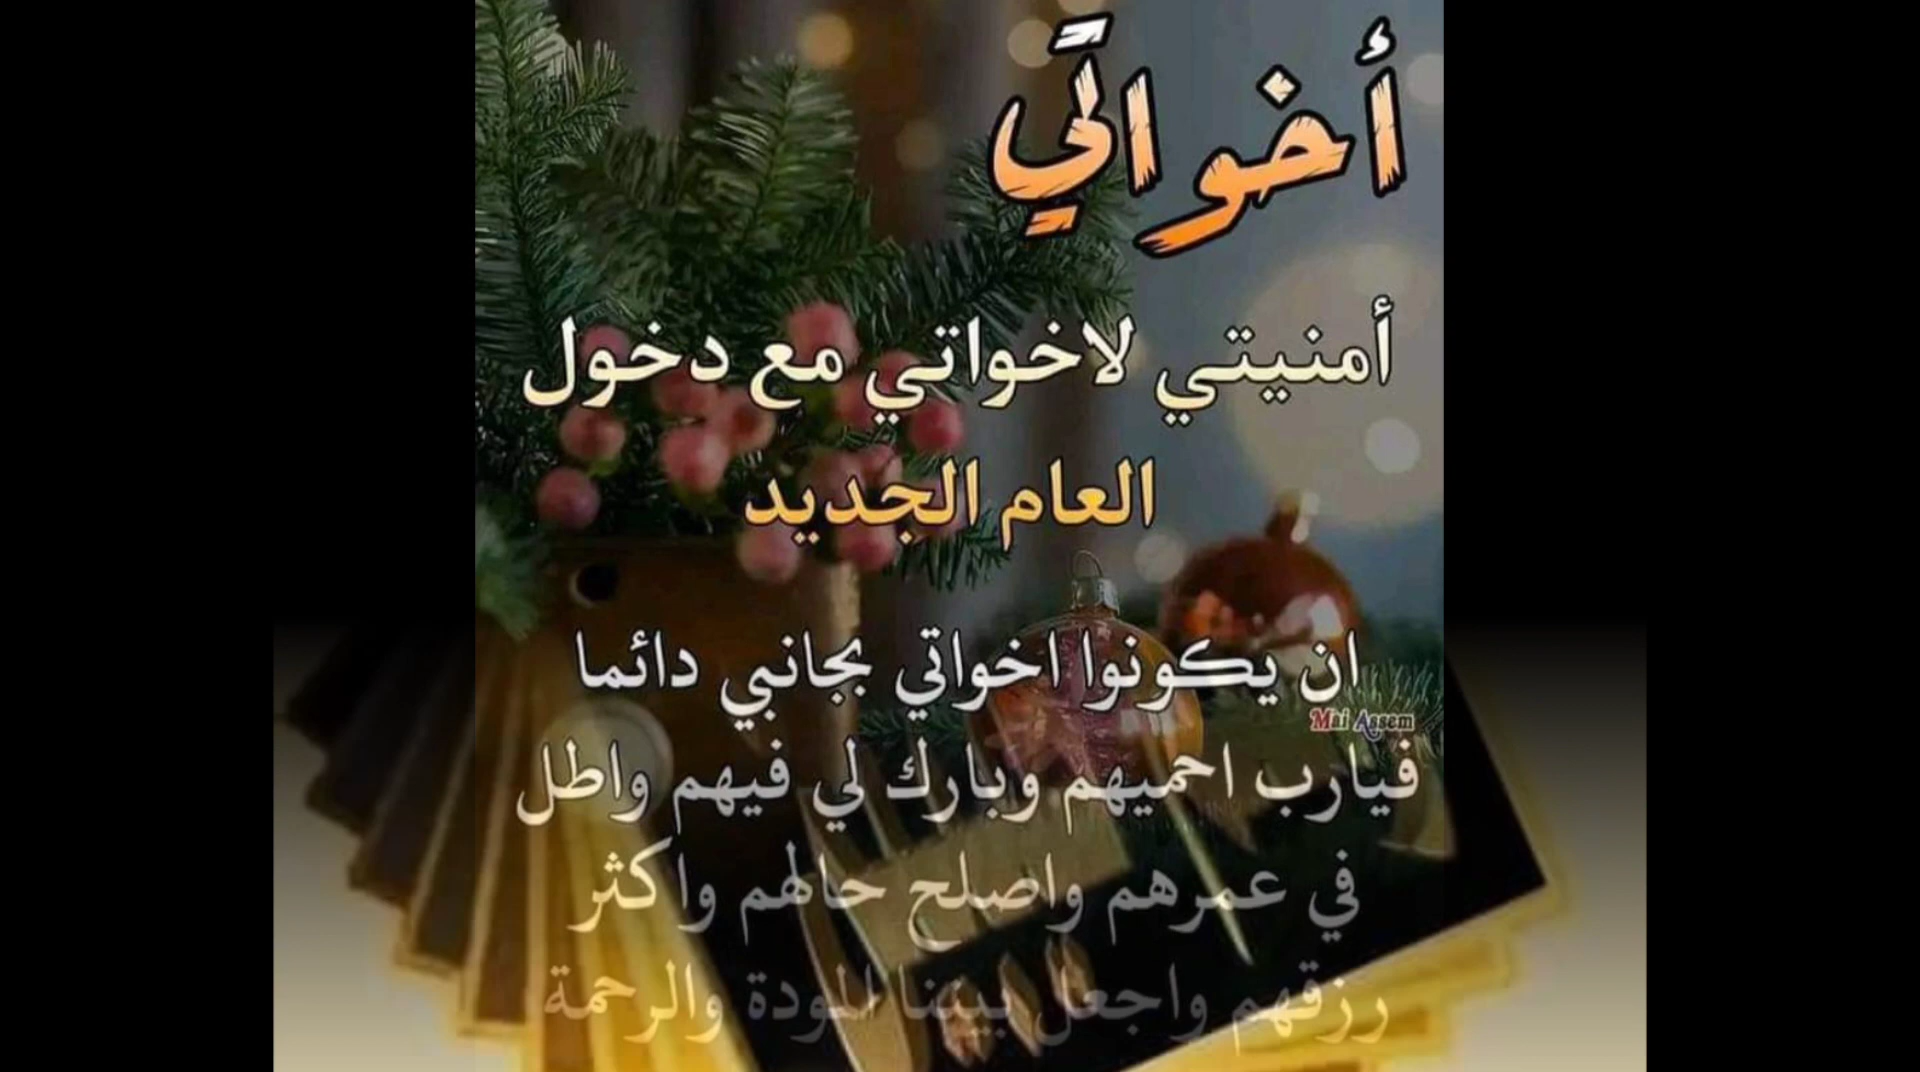 أخواتي
أمنيتي لاخواتي مع دخول
العام الجديد
ان يكونوا اخواتي بجانبي دائما
Mai Assem
فيارب احميهم وبارك لي فيهم واطل
في عمرهم واصلح حالهم واكثر
رزقهم واجعل بيننا المودة والرحمة